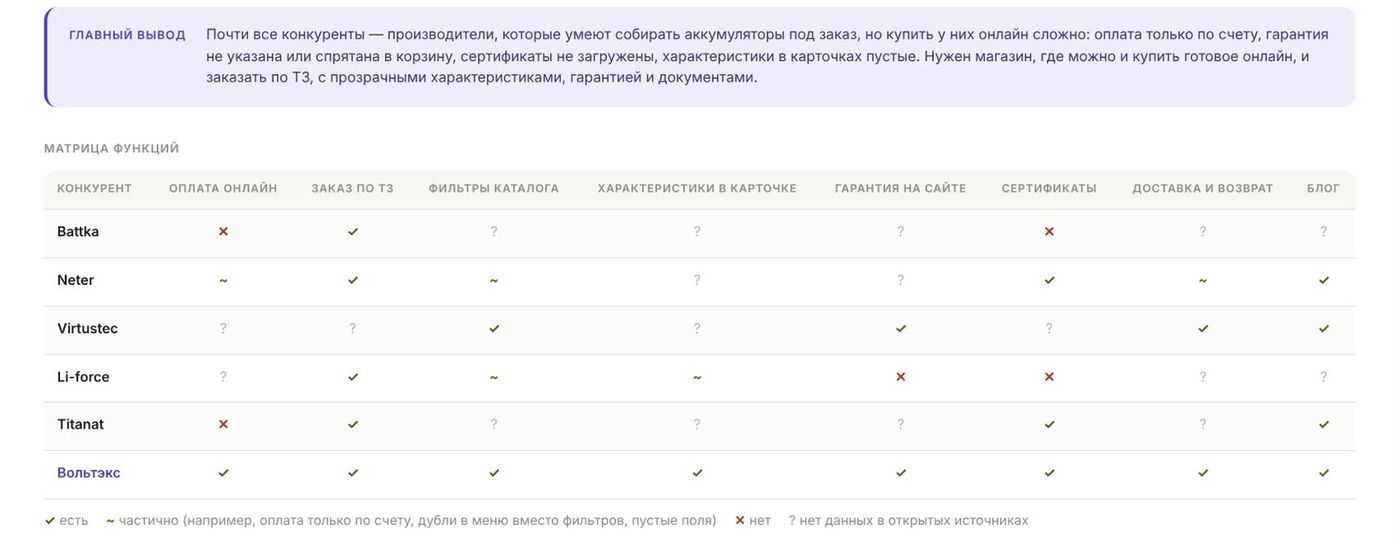 ГЛАВНЫЙ ВЫВОД
Почти все конкуренты — производители, которые умеют собирать аккумуляторы под заказ, но купить у них онлайн сложно: оплата только по счету, гарантия
не указана или спрятана в корзину, сертификаты не загружены, характеристики в карточках пустые. Нужен магазин, где можно и купить готовое онлайн, и
заказать по ТЗ, с прозрачными характеристиками, гарантией и документами.
МАТРИЦА ФУНКЦИЙ
КОНКУРЕНТ ОПЛАТА ОНЛАЙН ЗАКАЗ ПО ТЗ ФИЛЬТРЫ КАТАЛОГА ХАРАКТЕРИСТИКИ В КАРТОЧКЕ ГАРАНТИЯ НА САЙТЕ СЕРТИФИКАТЫ ДОСТАВКА И ВОЗВРАТ БЛОГ
Battka ✕ ✓ ? ? ? ✕ ? ?
Neter ~ ✓ ~ ? ? ✓ ~ ✓
Virtustec ? ? ✓ ? ✓ ? ✓ ✓
Li-force ? ✓ ~ ~ ✕ ✕ ? ?
Titanat ✕ ✓ ? ? ? ✓ ? ✓
Вольтэкс ✓ ✓ ✓ ✓ ✓ ✓ ✓ ✓
✓ есть ~ частично (например, оплата только по счету, дубли в меню вместо фильтров, пустые поля) ✕ нет ? нет данных в открытых источниках